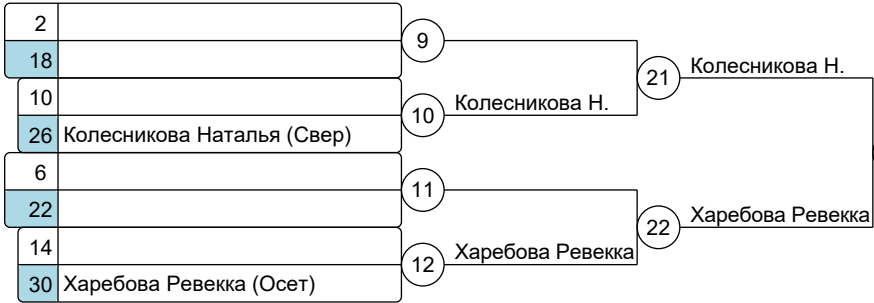 2
9
18
21 Колесникова Н.
10
10 Колесникова Н.
26 Колесникова Наталья (Свер)
6
11
22
22 Харебова Ревекка
14
12 Харебова Ревекка
30 Харебова Ревекка (Осет)